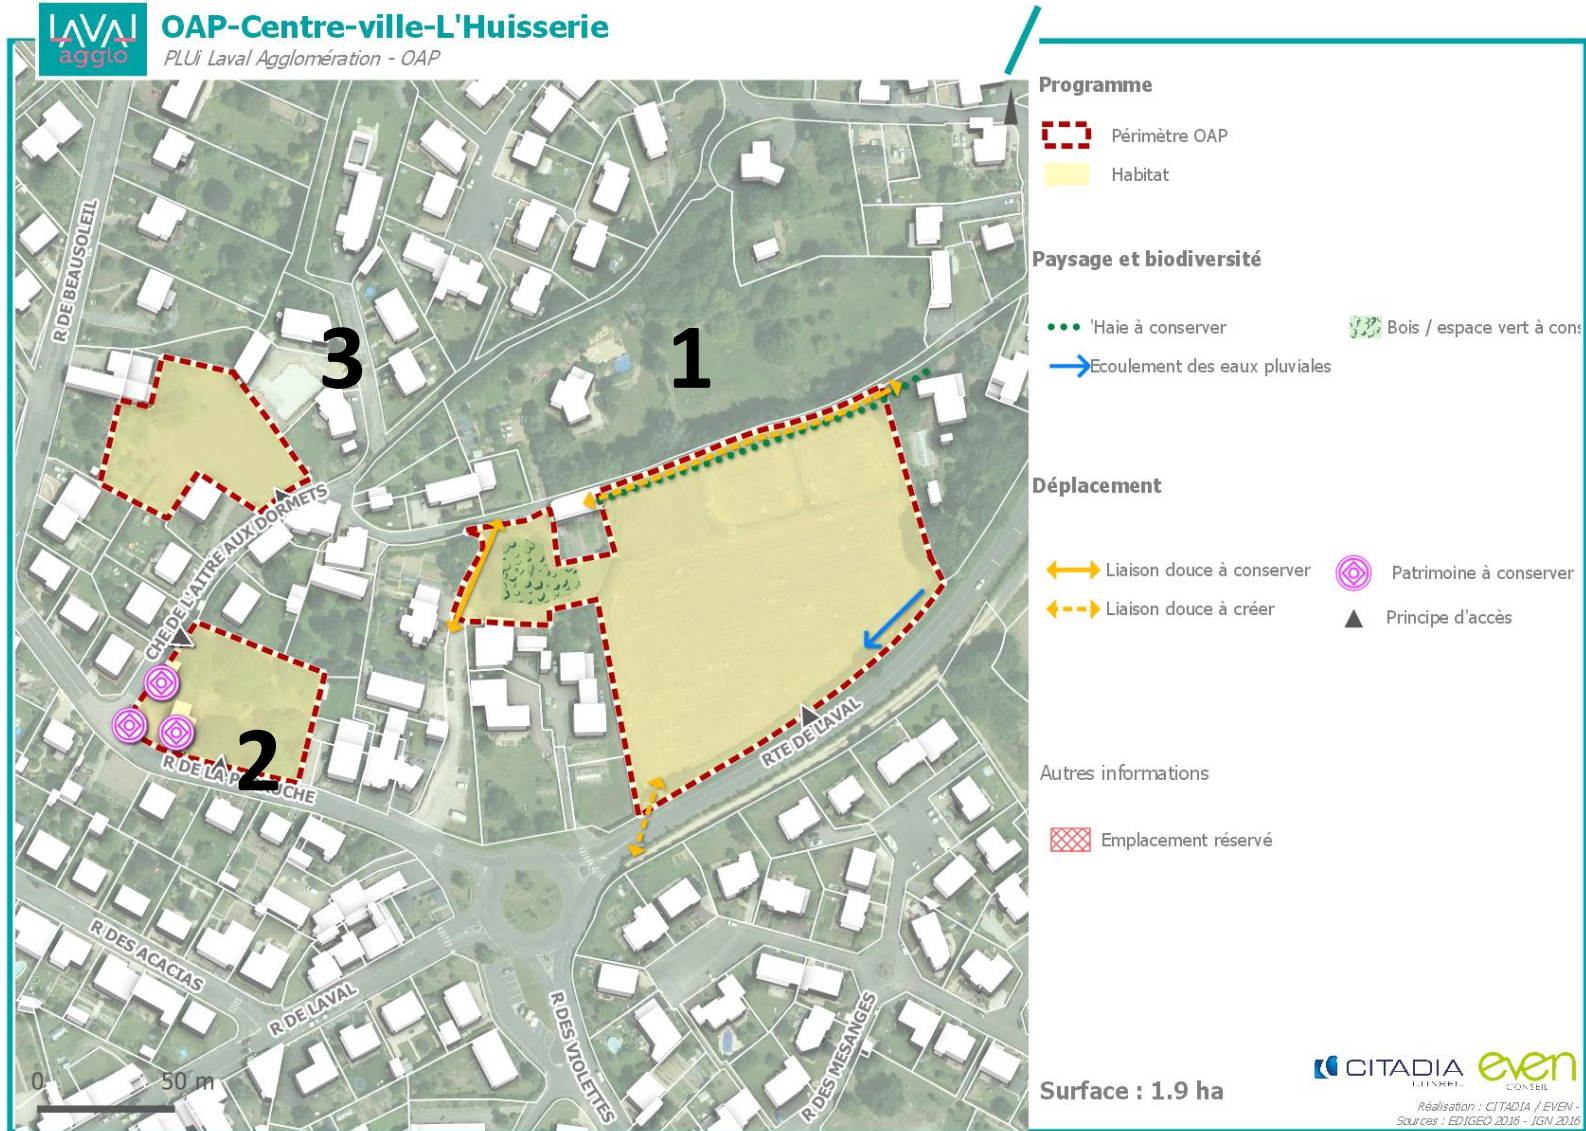 LAVAL
agglo
OAP-Centre-ville-L'Huisserie
PLUi Laval Agglomération - OAP
Programme
Périmètre OAP
Habitat
Paysage et biodiversité
'Haie à conserver
Bois / espace vert à cons
Ecoulement des eaux pluviales
Déplacement
Liaison douce à conserver
Patrimoine à conserver
Liaison douce à créer
Principe d'accès
Autres informations
Emplacement réservé
Surface : 1.9 ha
CITADIA
CONSEIL
even
CONSEIL
Réalisation : CITADIA / EVEN -
Sources : EDIGEO 2016 - IGN 2016
R DE BEAUSOLEIL
3
1
CHE DE L'AITRE AUX DORMETS
2
R DE LA P
UCHE
RTE DE LAVAL
R DES ACACIAS
R DE LAVAL
R DES VIOLETTES
R DES MESANGES
0
50 m